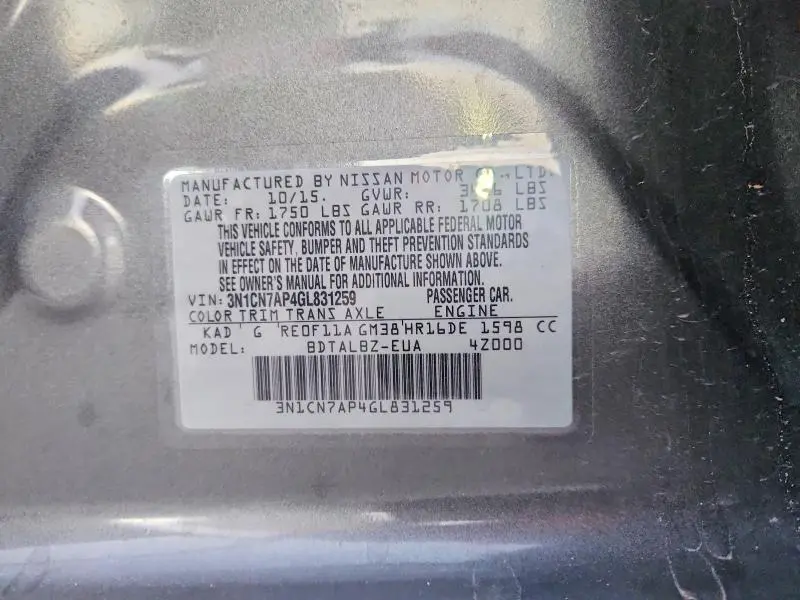 MANUFACTURED BY NISSAN MOTOR LTD.
DATE: 10/15. GVWR: LBS
GAWR FR: 1750 LBS GAWR RR: 1708 LBS
THIS VEHICLE CONFORMS TO ALL APPLICABLE FEDERAL MOTOR
VEHICLE SAFETY, BUMPER AND THEFT PREVENTION STANDARDS
IN EFFECT ON THE DATE OF MANUFACTURE SHOWN ABOVE.
SEE OWNER'S MANUAL FOR ADDITIONAL INFORMATION.
VIN: 3N1CN7AP4GL831259 PASSENGER CAR.
COLOR TRIM TRANS AXLE ENGINE
KAD G RE0F11A GM38 HR16DE 1598 CC
MODEL: BDTALBZ-EUA 4Z000
3N1CN7AP4GL831259